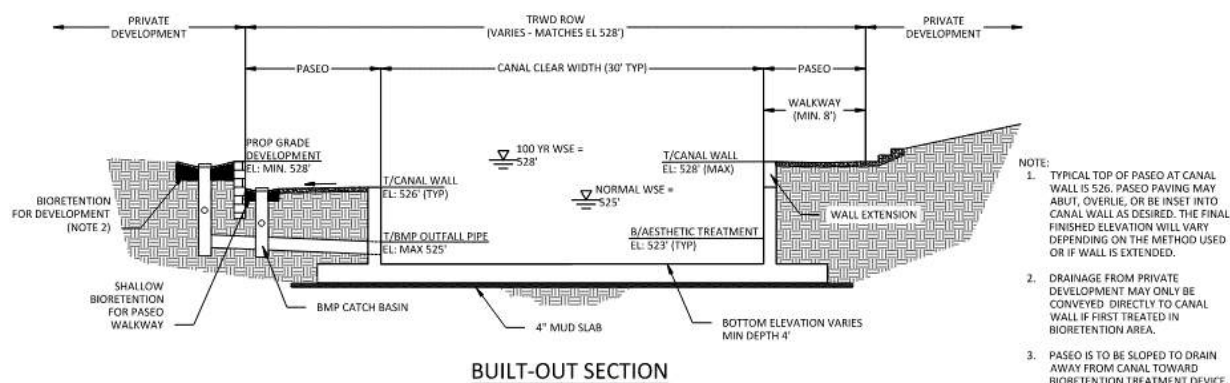 PRIVATE
DEVELOPMENT
TRWD ROW
(VARIES - MATCHES EL 528')
PRIVATE
DEVELOPMENT
PASEO
CANAL CLEAR WIDTH (30' TYP)
PASEO
WALKWAY
(MIN. 8')
PROP GRADE
DEVELOPMENT
EL: MIN. 528'
100 YR WSE =
528'
T/CANAL WALL
EL: 528' (MAX)
T/CANAL WALL
EL: 526' (TYP)
NORMAL WSE =
525'
BIORETENTION
FOR DEVELOPMENT
(NOTE 2)
WALL EXTENSION
T/BMP OUTFALL PIPE
EL: MAX 525'
B/AESTHETIC TREATMENT
EL: 523' (TYP)
SHALLOW
BIORETENTION
FOR PASEO
WALKWAY
BMP CATCH BASIN
4" MUD SLAB
BOTTOM ELEVATION VARIES
MIN DEPTH 4'
BUILT-OUT SECTION
NOTE:
1. TYPICAL TOP OF PASEO AT CANAL
WALL IS 526. PASEO PAVING MAY
ABUT, OVERLIE, OR BE INSET INTO
CANAL WALL AS DESIRED. THE FINAL
FINISHED ELEVATION WILL VARY
DEPENDING ON THE METHOD USED
OR IF WALL IS EXTENDED.
2. DRAINAGE FROM PRIVATE
DEVELOPMENT MAY ONLY BE
CONVEYED DIRECTLY TO CANAL
WALL IF FIRST TREATED IN
BIORETENTION AREA.
3. PASEO IS TO BE SLOPED TO DRAIN
AWAY FROM CANAL TOWARD
BIORETENTION TREATMENT DEVICE